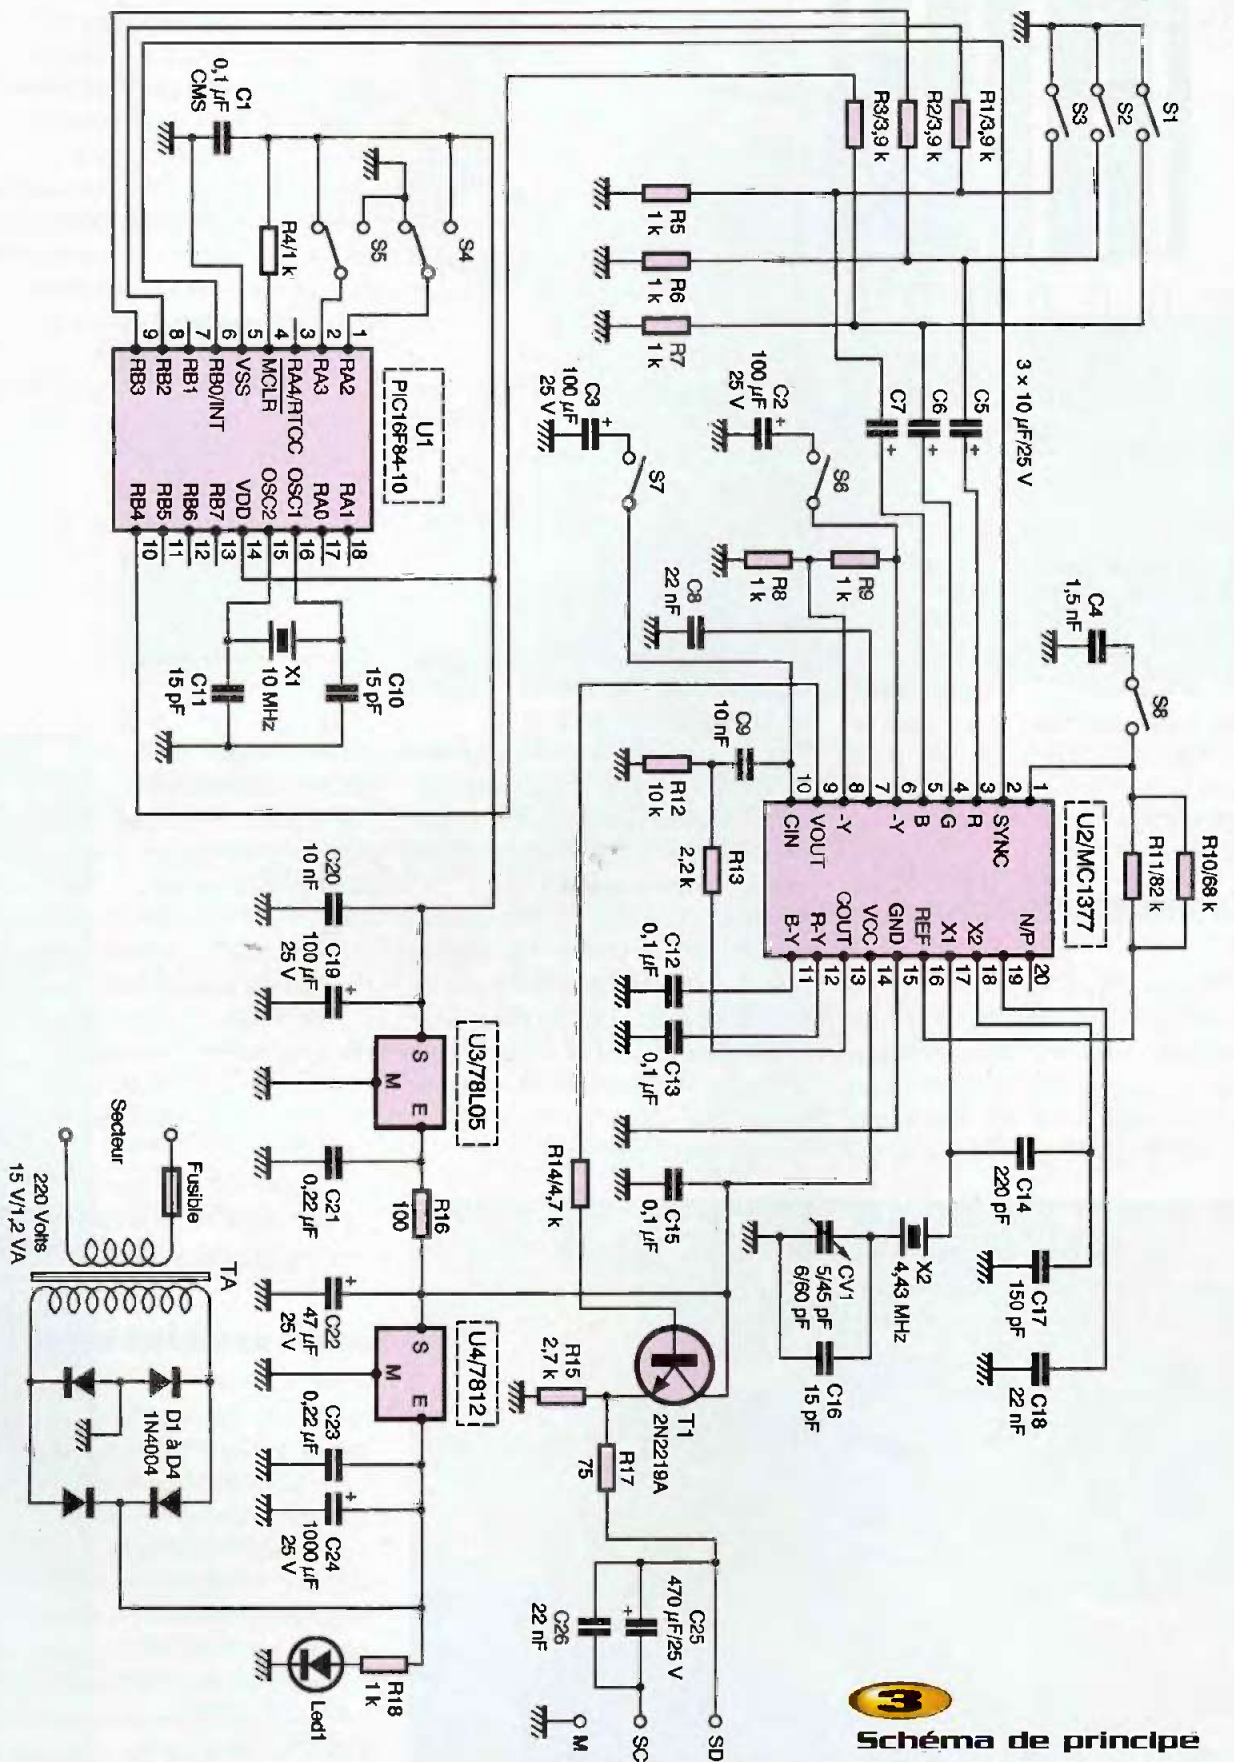 3
Schéma de principe
S1
S2
S3
R1/3,9 k
R2/3,9 k
R3/3,9 k
R5
1 k
R6
1 k
R7
1 k
3 × 10 µF/25 V
C5
C6
C7
C4
1,5 nF
S8
R10/68 k
R11/82 k
C2
100 µF
25 V
S6
C3
100 µF
25 V
S7
R9
1 k
R8
1 k
C8
22 nF
C9
10 nF
R12
10 k
R13
2,2 k
U2/MC1377
1
2 SYNC
3 R
4 G
5 B
6 -Y
7
8 -Y
9 VOUT
10 CIN
N/P 20
19
X2 18
X1 17
REF 16
GND 15
VCC 14
COUT 13
R-Y 12
B-Y 11
C12
0,1 µF
C13
0,1 µF
C15
0,1 µF
C14
220 pF
C17
150 pF
C18
22 nF
X2
4,43 MHz
CV1
5/45 pF
6/60 pF
C16
15 pF
R14/4,7 k
T1
2N2219A
R15
2,7 k
R17
75
C25
470 µF/25 V
C26
22 nF
SD
SC
M
S4
S5
R4/1 k
C1
0,1 µF
CMS
U1
PIC16F84-10
1 RA2
2 RA3
3 RA4/RTCC
4 MCLR
5 VSS
6 RB0/INT
7 RB1
8 RB2
9 RB3
RA1 18
RA0 17
OSC1 16
OSC2 15
VDD 14
RB7 13
RB6 12
RB5 11
RB4 10
C10
15 pF
X1
10 MHz
C11
15 pF
C20
10 nF
C19
100 µF
25 V
U3/78L05
S
M
E
C21
0,22 µF
R16
100
C22
47 µF
25 V
U4/7812
S
M
E
C23
0,22 µF
C24
1000 µF
25 V
R18
1 k
Led1
Secteur
Fusible
TA
220 Volts
15 V/1,2 VA
D1 à D4
1N4004